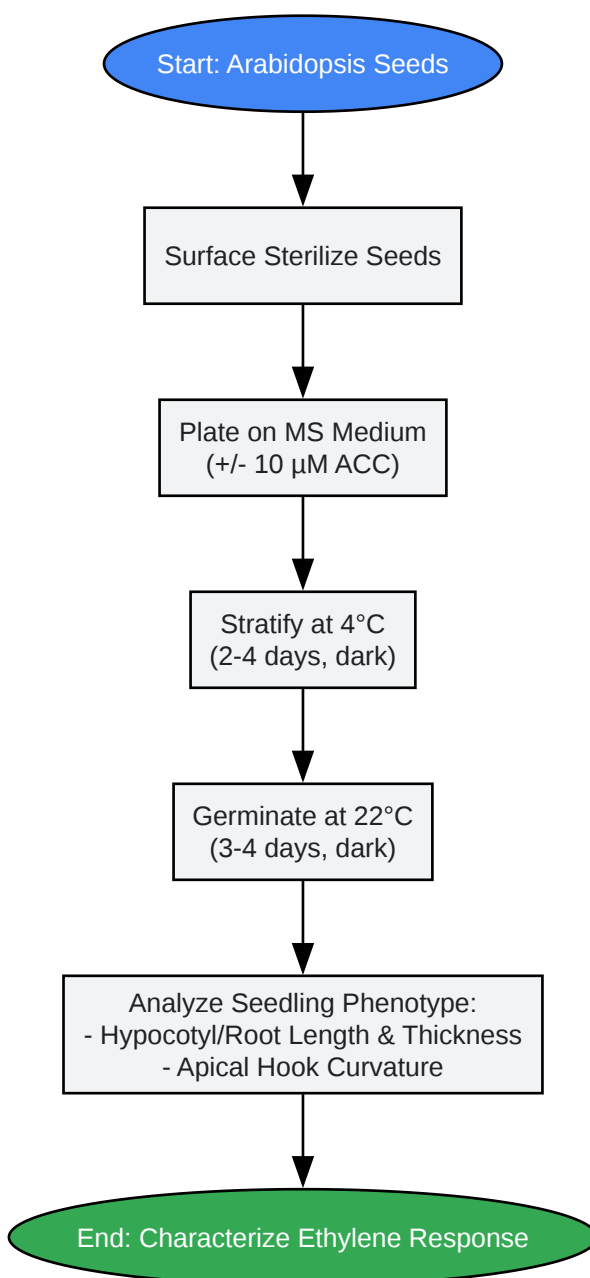 Start: Arabidopsis Seeds
Surface Sterilize Seeds
Plate on MS Medium
(+/- 10 µM ACC)
Stratify at 4°C
(2-4 days, dark)
Germinate at 22°C
(3-4 days, dark)
Analyze Seedling Phenotype:
- Hypocotyl/Root Length & Thickness
- Apical Hook Curvature
End: Characterize Ethylene Response